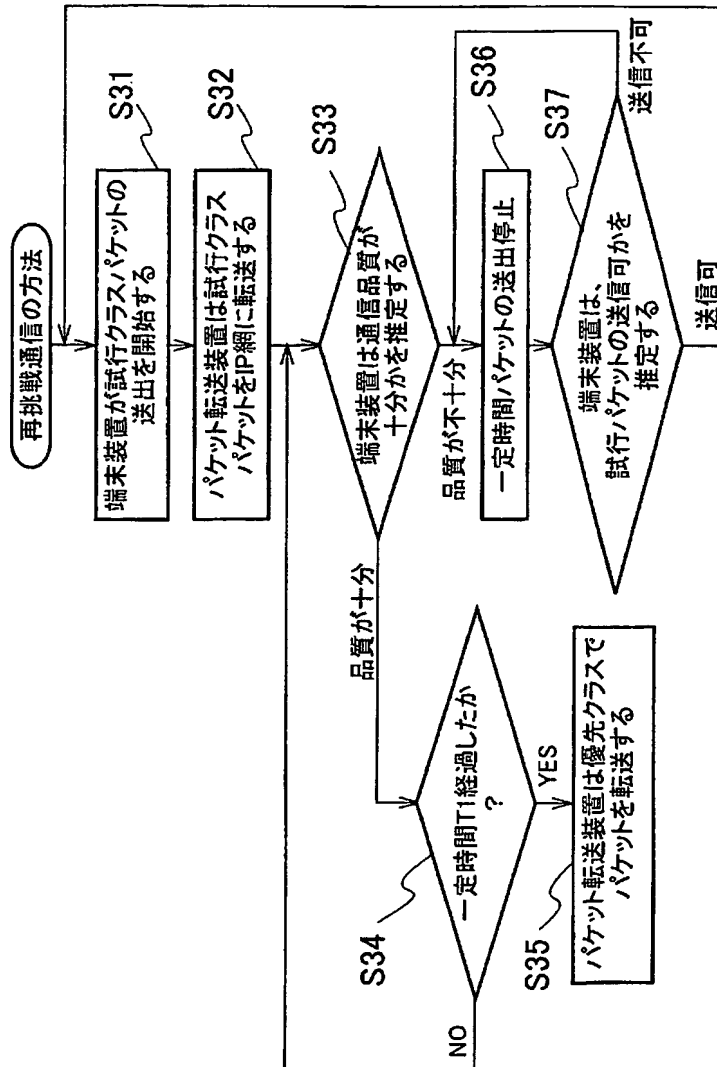 再挑戦通信の方法
端末装置が試行クラスパケットの
送出を開始する
S31
パケット転送装置は試行クラス
パケットをIP網に転送する
S32
端末装置は通信品質が
十分かを推定する
S33
品質が十分
品質が不十分
一定時間T1経過したか
?
S34
NO
YES
パケット転送装置は優先クラスで
パケットを転送する
S35
一定時間パケットの送出停止
S36
端末装置は、
試行パケットの送信可かを
推定する
S37
送信不可
送信可